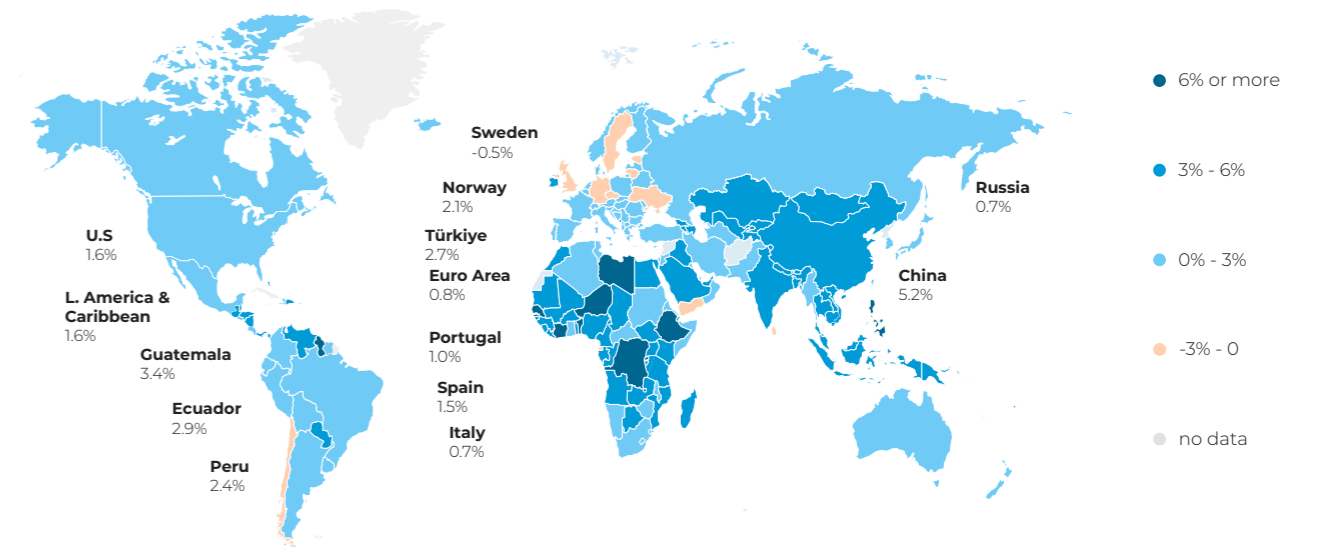 Sweden
-0.5%
Norway
2.1%
U.S
1.6%
Türkiye
2.7%
Euro Area
0.8%
L. America &
Caribbean
1.6%
Portugal
1.0%
Guatemala
3.4%
Spain
1.5%
Ecuador
2.9%
Italy
0.7%
Peru
2.4%
Russia
0.7%
China
5.2%
6% or more
3% - 6%
0% - 3%
-3% - 0
no data